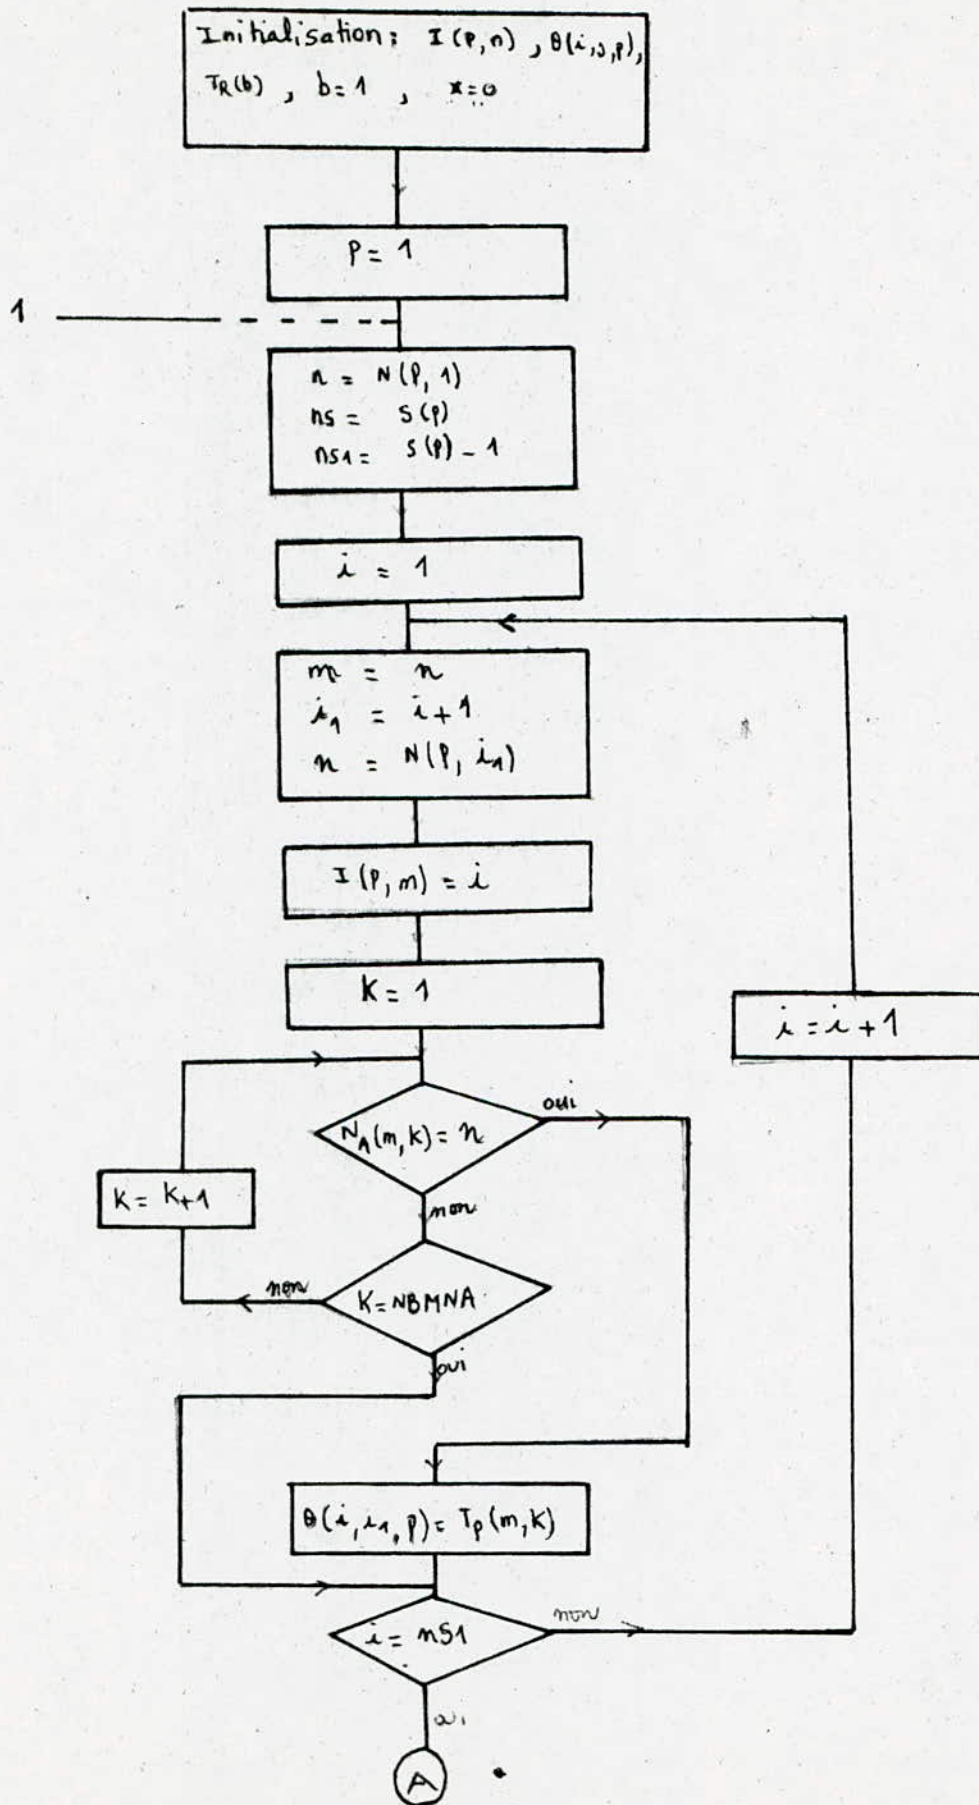 Initialisation: I(p,n), θ(i,j,p),
TR(b), b=1, x=0
P = 1
1
n = N(P, 1)
ns = S(p)
ns1 = S(p) - 1
i = 1
m = n
i1 = i+1
n = N(P, i1)
I(P, m) = i
K = 1
i = i+1
NA(m,k) = n
oui
K = K+1
non
K = NBMNA
non
oui
θ(i, i1, p) = Tp(m,k)
i = nS1
non
oui
A